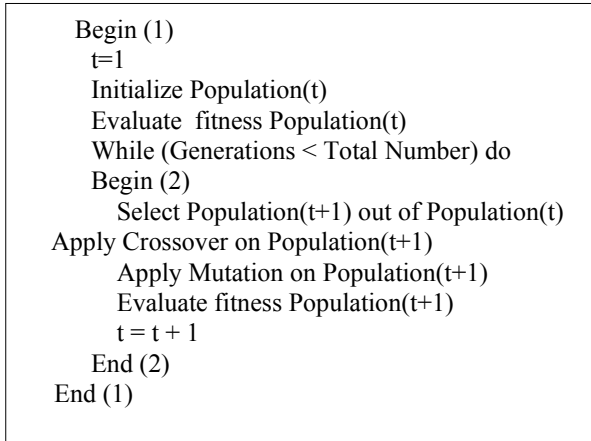 Begin (1)
t=1
Initialize Population(t)
Evaluate fitness Population(t)
While (Generations < Total Number) do
Begin (2)
Select Population(t+1) out of Population(t)
Apply Crossover on Population(t+1)
Apply Mutation on Population(t+1)
Evaluate fitness Population(t+1)
t = t + 1
End (2)
End (1)